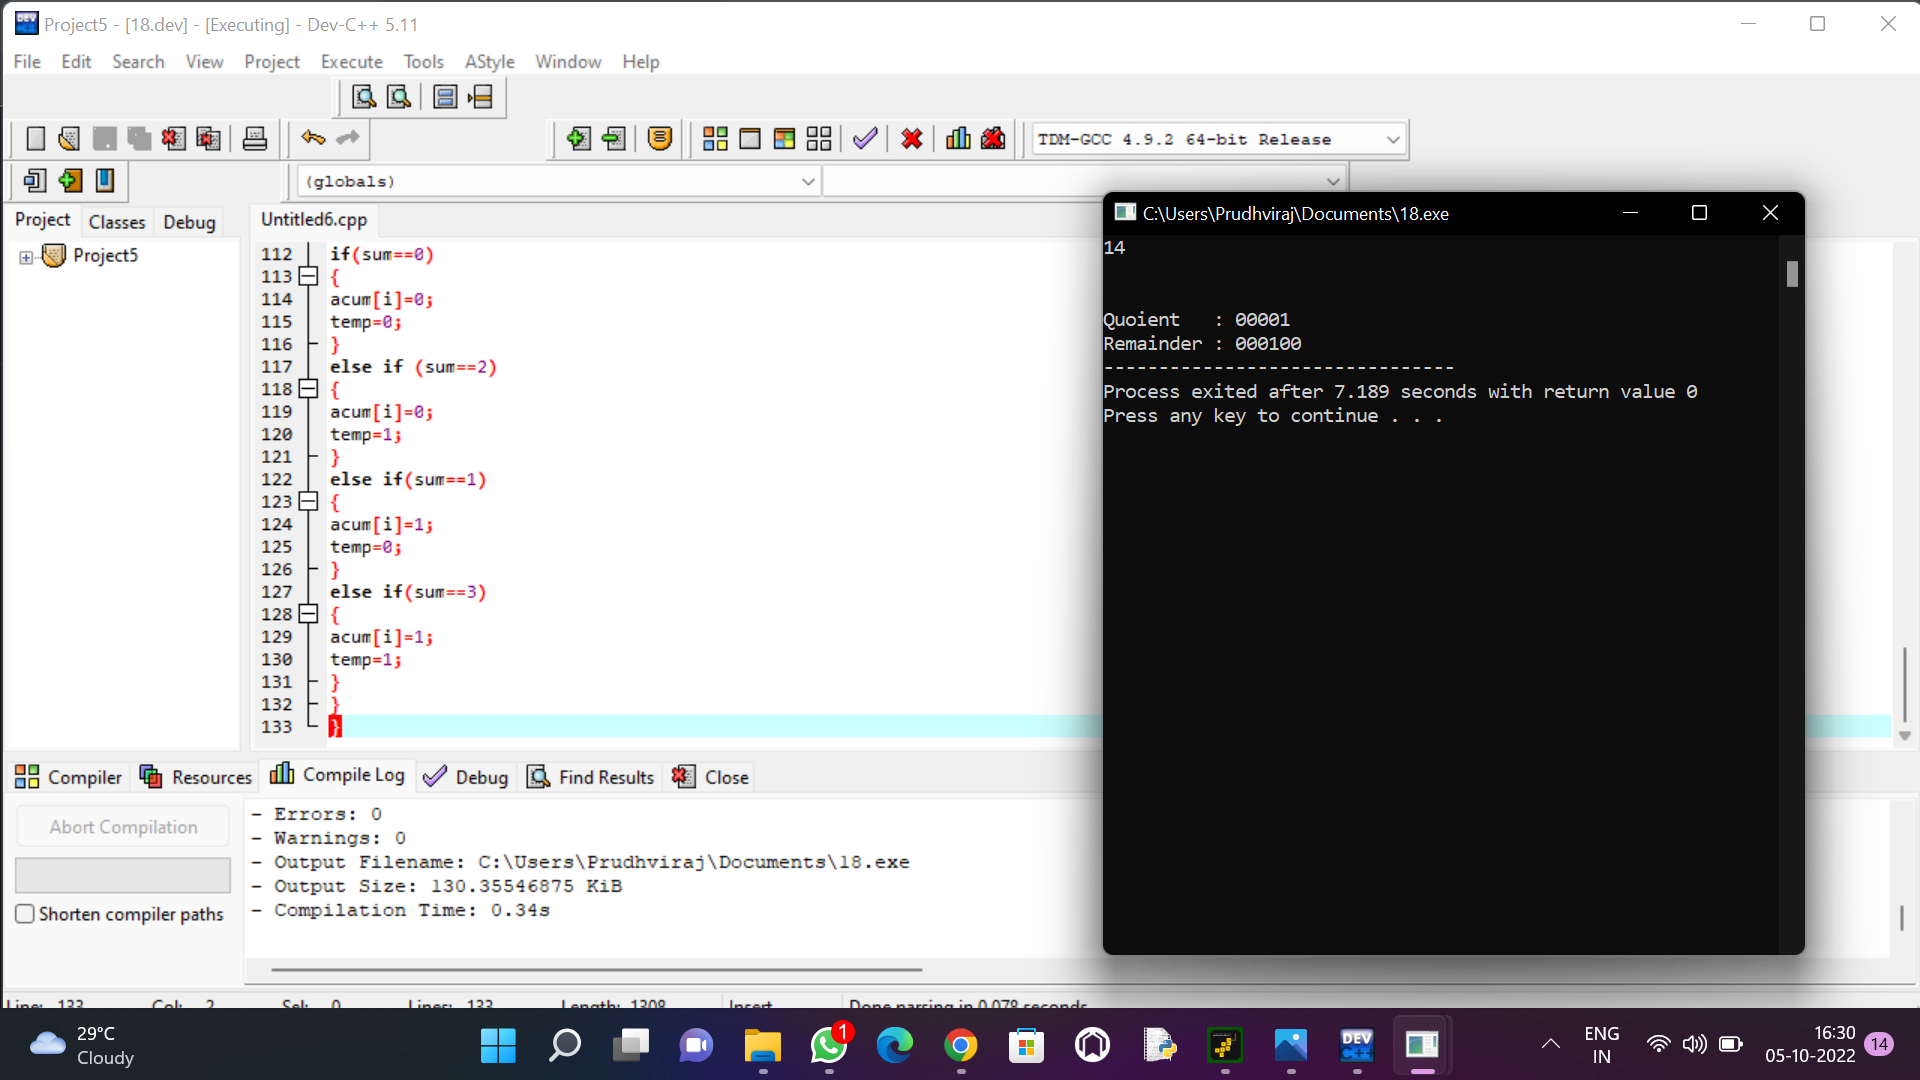 Project5 - [18.dev] - [Executing] - Dev-C++ 5.11
File Edit Search View Project Execute Tools AStyle Window Help
TDM-GCC 4.9.2 64-bit Release
(globals)
Project Classes Debug
Untitled6.cpp
Project5
112 if(sum==0)
113 {
114 acum[i]=0;
115 temp=0;
116 }
117 else if (sum==2)
118 {
119 acum[i]=0;
120 temp=1;
121 }
122 else if(sum==1)
123 {
124 acum[i]=1;
125 temp=0;
126 }
127 else if(sum==3)
128 {
129 acum[i]=1;
130 temp=1;
131 }
132 }
133 }
C:\Users\Prudhviraj\Documents\18.exe
14
Quoient : 00001
Remainder : 000100
--------------------------------
Process exited after 7.189 seconds with return value 0
Press any key to continue . . .
Compiler Resources Compile Log Debug Find Results Close
Abort Compilation
Shorten compiler paths
- Errors: 0
- Warnings: 0
- Output Filename: C:\Users\Prudhviraj\Documents\18.exe
- Output Size: 130.35546875 KiB
- Compilation Time: 0.34s
Line: 133 Col: 2 Sel: 0 Lines: 133 Length: 1308 Insert Done parsing in 0.078 seconds
29°C
Cloudy
1
DEV
C++
ENG
IN
16:30
05-10-2022
14